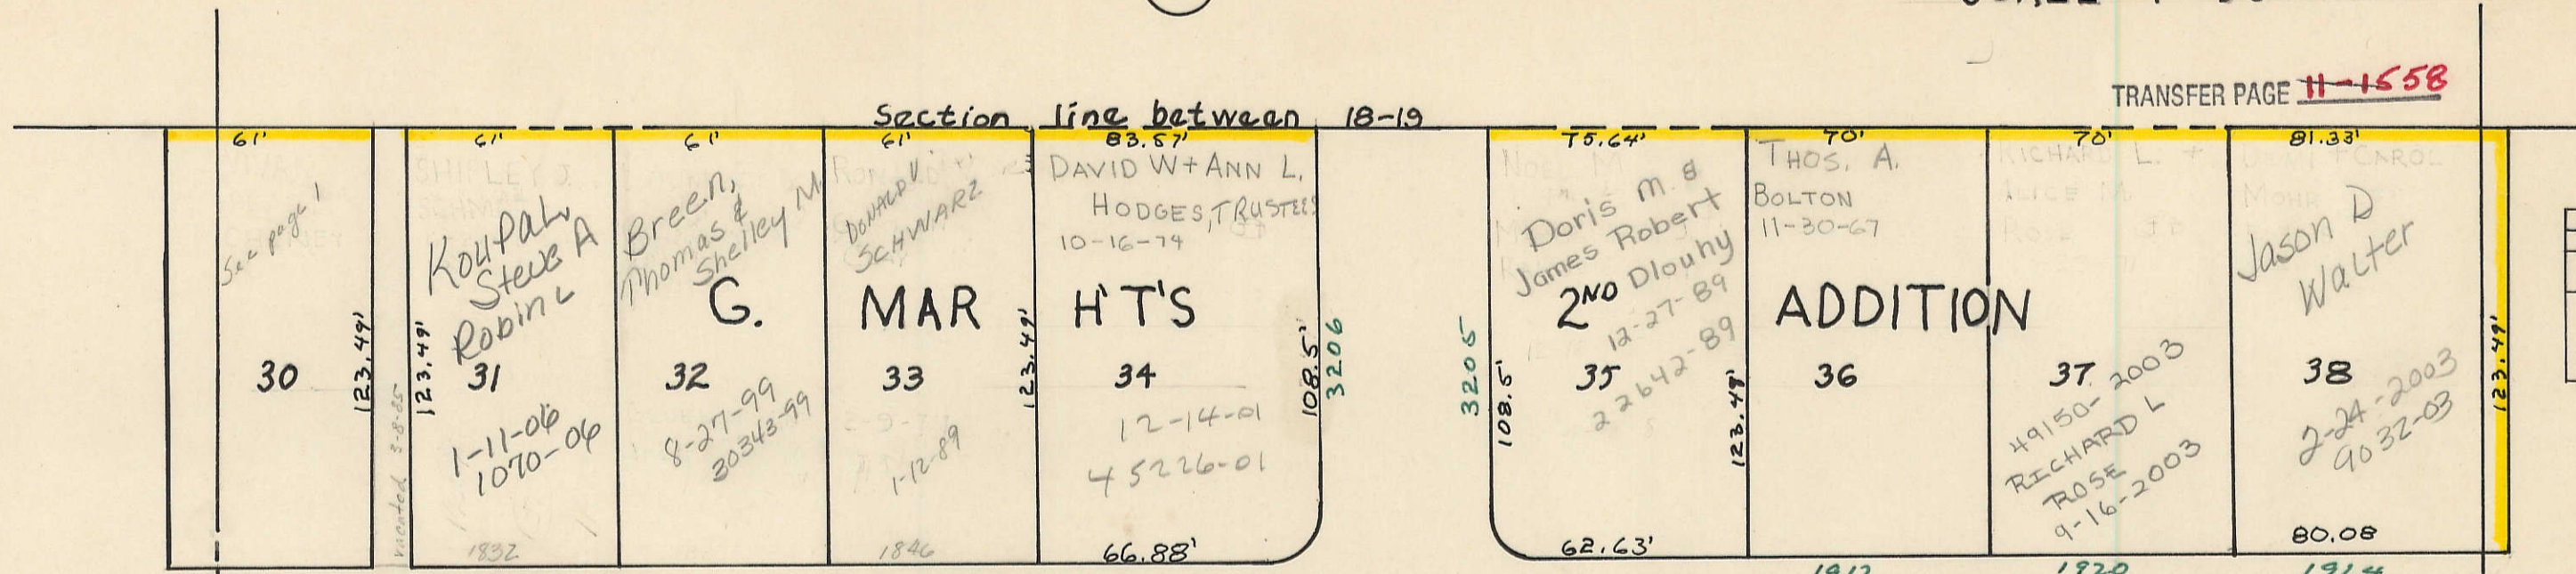 TRANSFER PAGE 11-1558
Section line between 18-19
61'
61'
61'
61'
83.57'
75.64'
70'
70'
81.33'
See page 1
30
123.49'
vacated 3-8-85
SHIRLEY J.
Koupal,
Steve A
Robin L
123.49'
31
1-11-06
1070-06
1832
Breen,
Thomas &
Shelley M
G.
32
8-27-99
30343-99
DONALD V.
SCHWARZ
MAR
33
123.49'
1-12-89
1846
DAVID W + ANN L.
HODGES, TRUSTEES
10-16-74
H'T'S
34
108.5'
12-14-01
45226-01
66.88'
3206
3205
Doris M. &
James Robert
Dlouhy
2ND
12-27-89
22642-89
35
108.5'
123.49'
62.63'
THOS. A.
BOLTON
11-30-67
ADDITION
36
RICHARD L. +
ALICE M.
37
49150-2003
RICHARD L
ROSE
9-16-2003
CAROL
MOHR
Jason D
Walter
38
2-24-2003
9032-03
123.49'
80.08